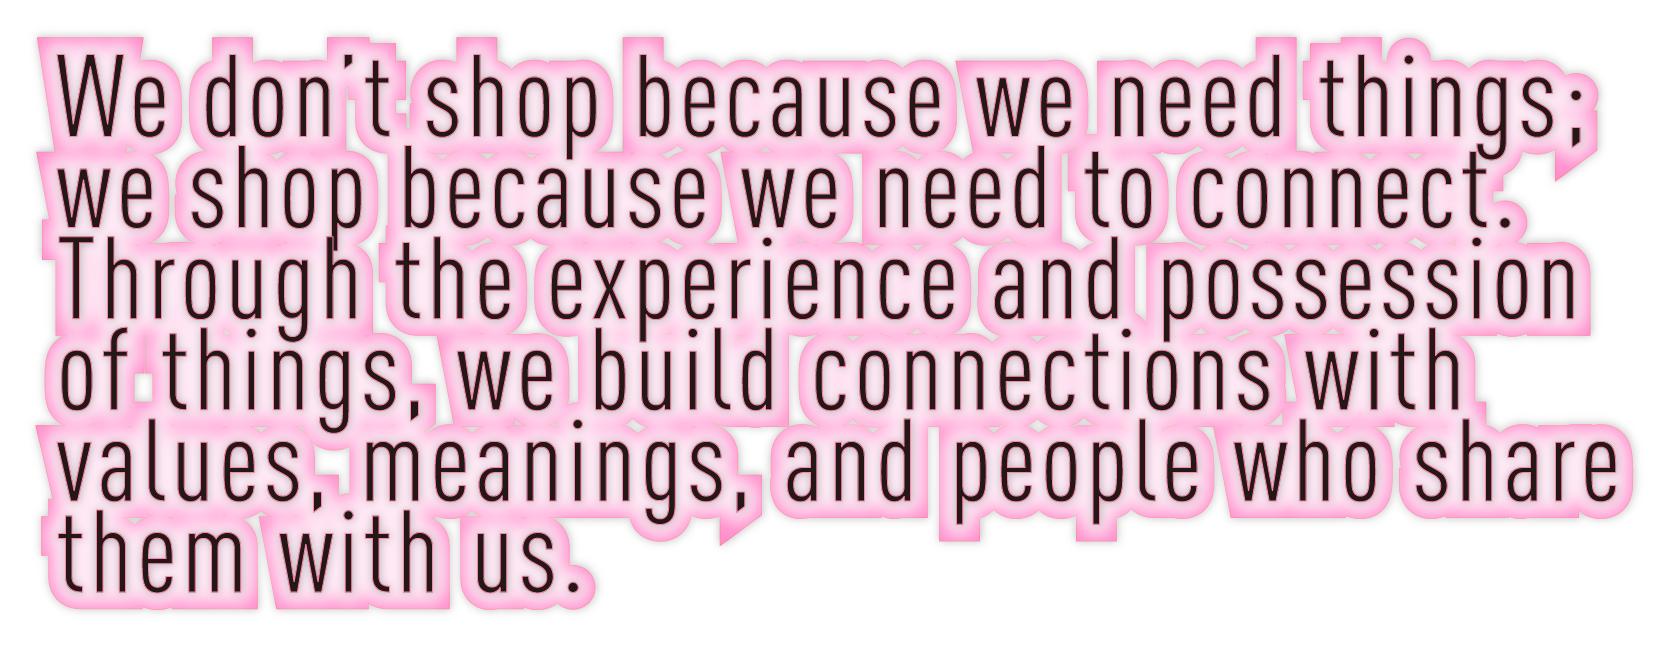 We don't shop because we need things;
we shop because we need to connect.
Through the experience and possession
of things, we build connections with
values, meanings, and people who share
them with us.